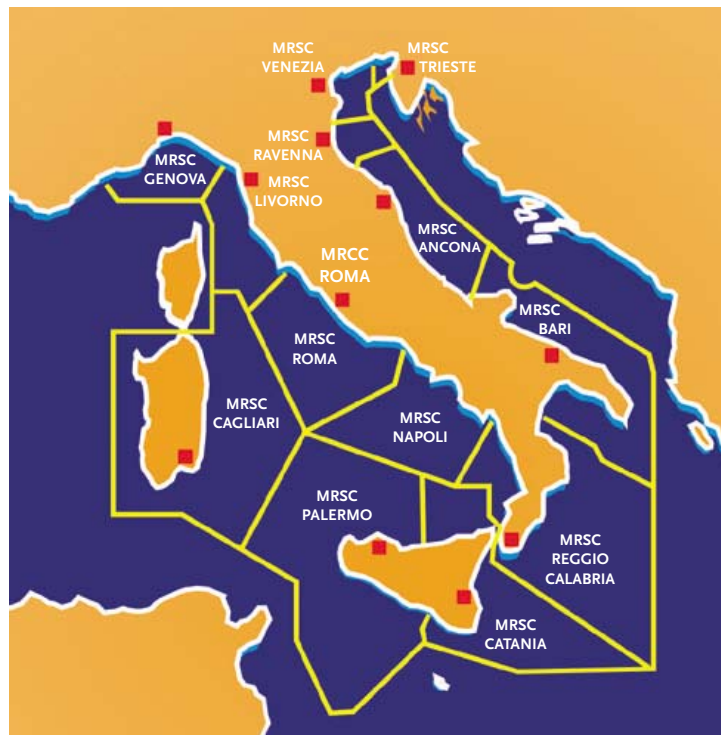 MRSC
VENEZIA
MRSC
TRIESTE
MRSC
RAVENNA
MRSC
GENOVA
MRSC
LIVORNO
MRSC
ANCONA
MRCC
ROMA
MRSC
BARI
MRSC
ROMA
MRSC
CAGLIARI
MRSC
NAPOLI
MRSC
PALERMO
MRSC
REGGIO
CALABRIA
MRSC
CATANIA